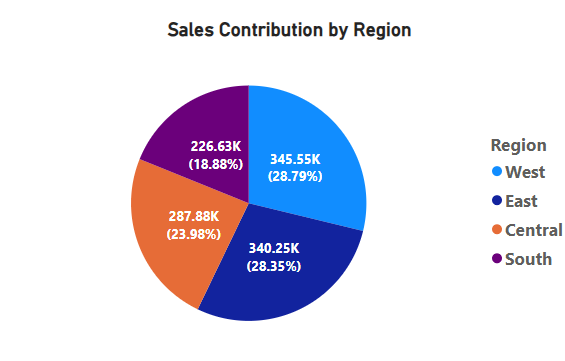 Sales Contribution by Region
226.63K
(18.88%)
345.55K
(28.79%)
287.88K
(23.98%)
340.25K
(28.35%)
Region
West
East
Central
South